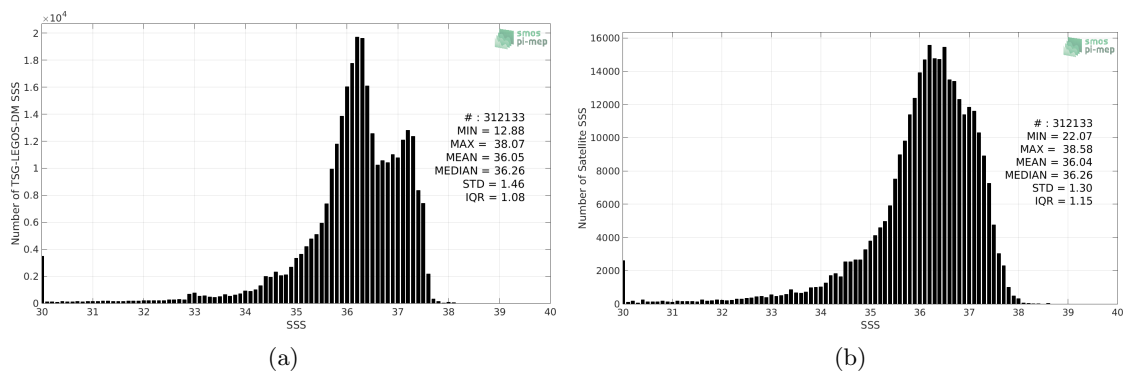 ×10⁴
2
1.8
1.6
1.4
1.2
1
0.8
0.6
0.4
0.2
0
Number of TSG-LEGOS-DM SSS
30 31 32 33 34 35 36 37 38 39 40
SSS
smos
pi-mep
# : 312133
MIN = 12.88
MAX = 38.07
MEAN = 36.05
MEDIAN = 36.26
STD = 1.46
IQR = 1.08
(a)
16000
14000
12000
10000
8000
6000
4000
2000
0
Number of Satellite SSS
30 31 32 33 34 35 36 37 38 39 40
SSS
smos
pi-mep
# : 312133
MIN = 22.07
MAX = 38.58
MEAN = 36.04
MEDIAN = 36.26
STD = 1.30
IQR = 1.15
(b)